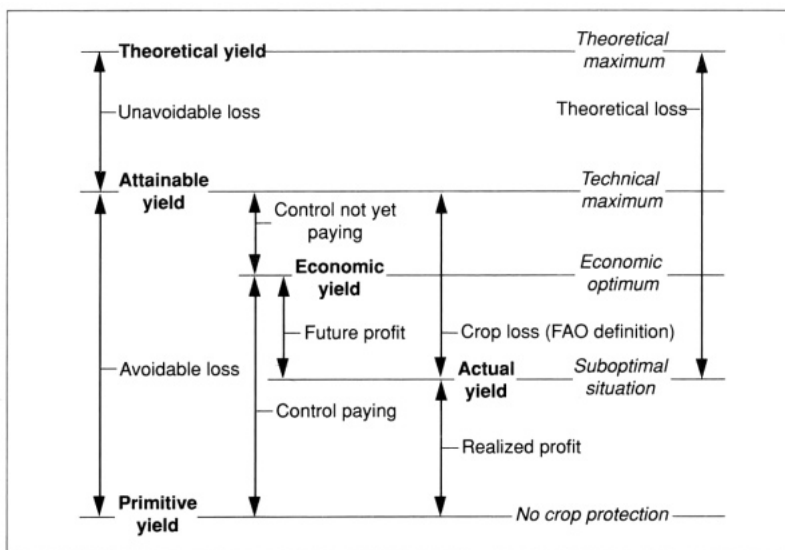 Theoretical yield
Theoretical
maximum
Unavoidable loss
Theoretical loss
Attainable
yield
Technical
maximum
Control not yet
paying
Economic
yield
Economic
optimum
Future profit
Crop loss (FAO definition)
Avoidable loss
Actual
yield
Suboptimal
situation
Control paying
Realized profit
Primitive
yield
No crop protection